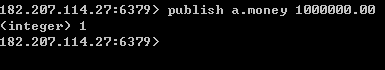 182.207.114.27:6379> publish a.money 1000000.00
(integer) 1
182.207.114.27:6379>